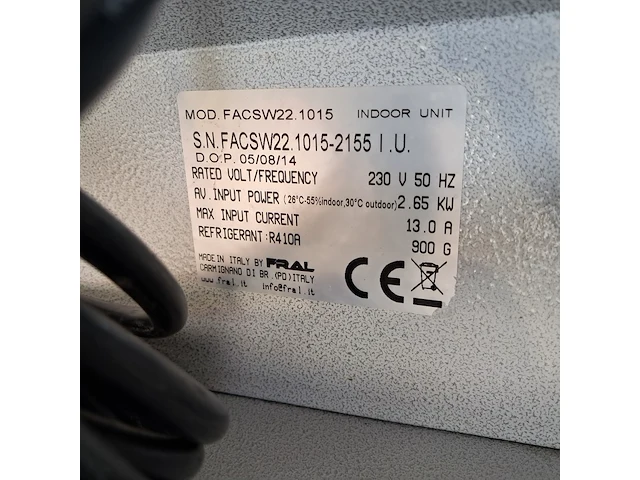 MOD. FACSW22.1015 INDOOR UNIT
S.N. FACSW22.1015-2155 I.U.
D.O.P. 05/08/14
RATED VOLT/FREQUENCY 230 V 50 HZ
AV. INPUT POWER (26°C-55%indoor,30°C outdoor) 2.65 KW
MAX INPUT CURRENT 13.0 A
REFRIGERANT:R410A 900 G
MADE IN ITALY BY FRAL
CARMIGNANO DI BR.(PD)ITALY
www.fral.it info@fral.it
CE